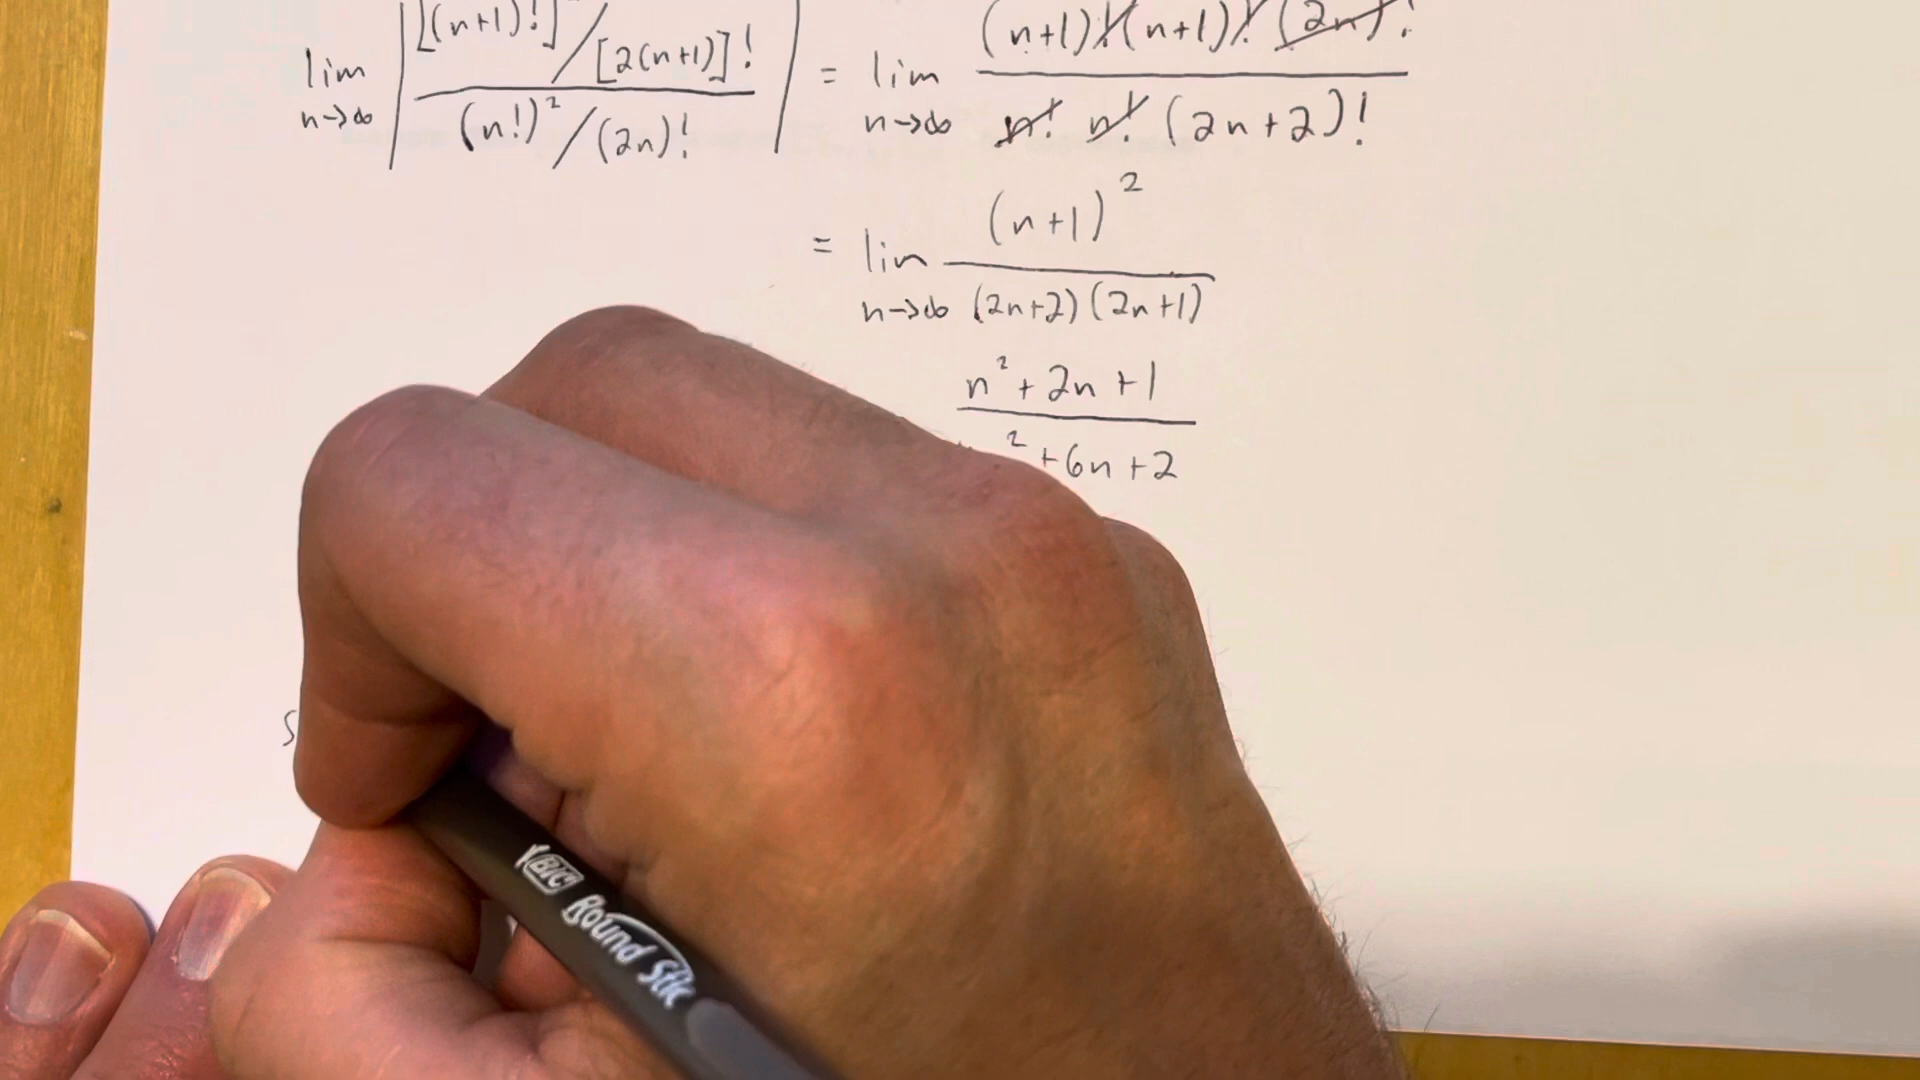 lim n→∞ | [(n+1)!]² / [2(n+1)]! / (n!)² / (2n)! | = lim n→∞ (n+1)! (n+1)! (2n)! / n! n! (2n+2)!
= lim n→∞ (n+1)² / (2n+2)(2n+1)
n² + 2n + 1
² + 6n + 2
S
BIC Round Stic